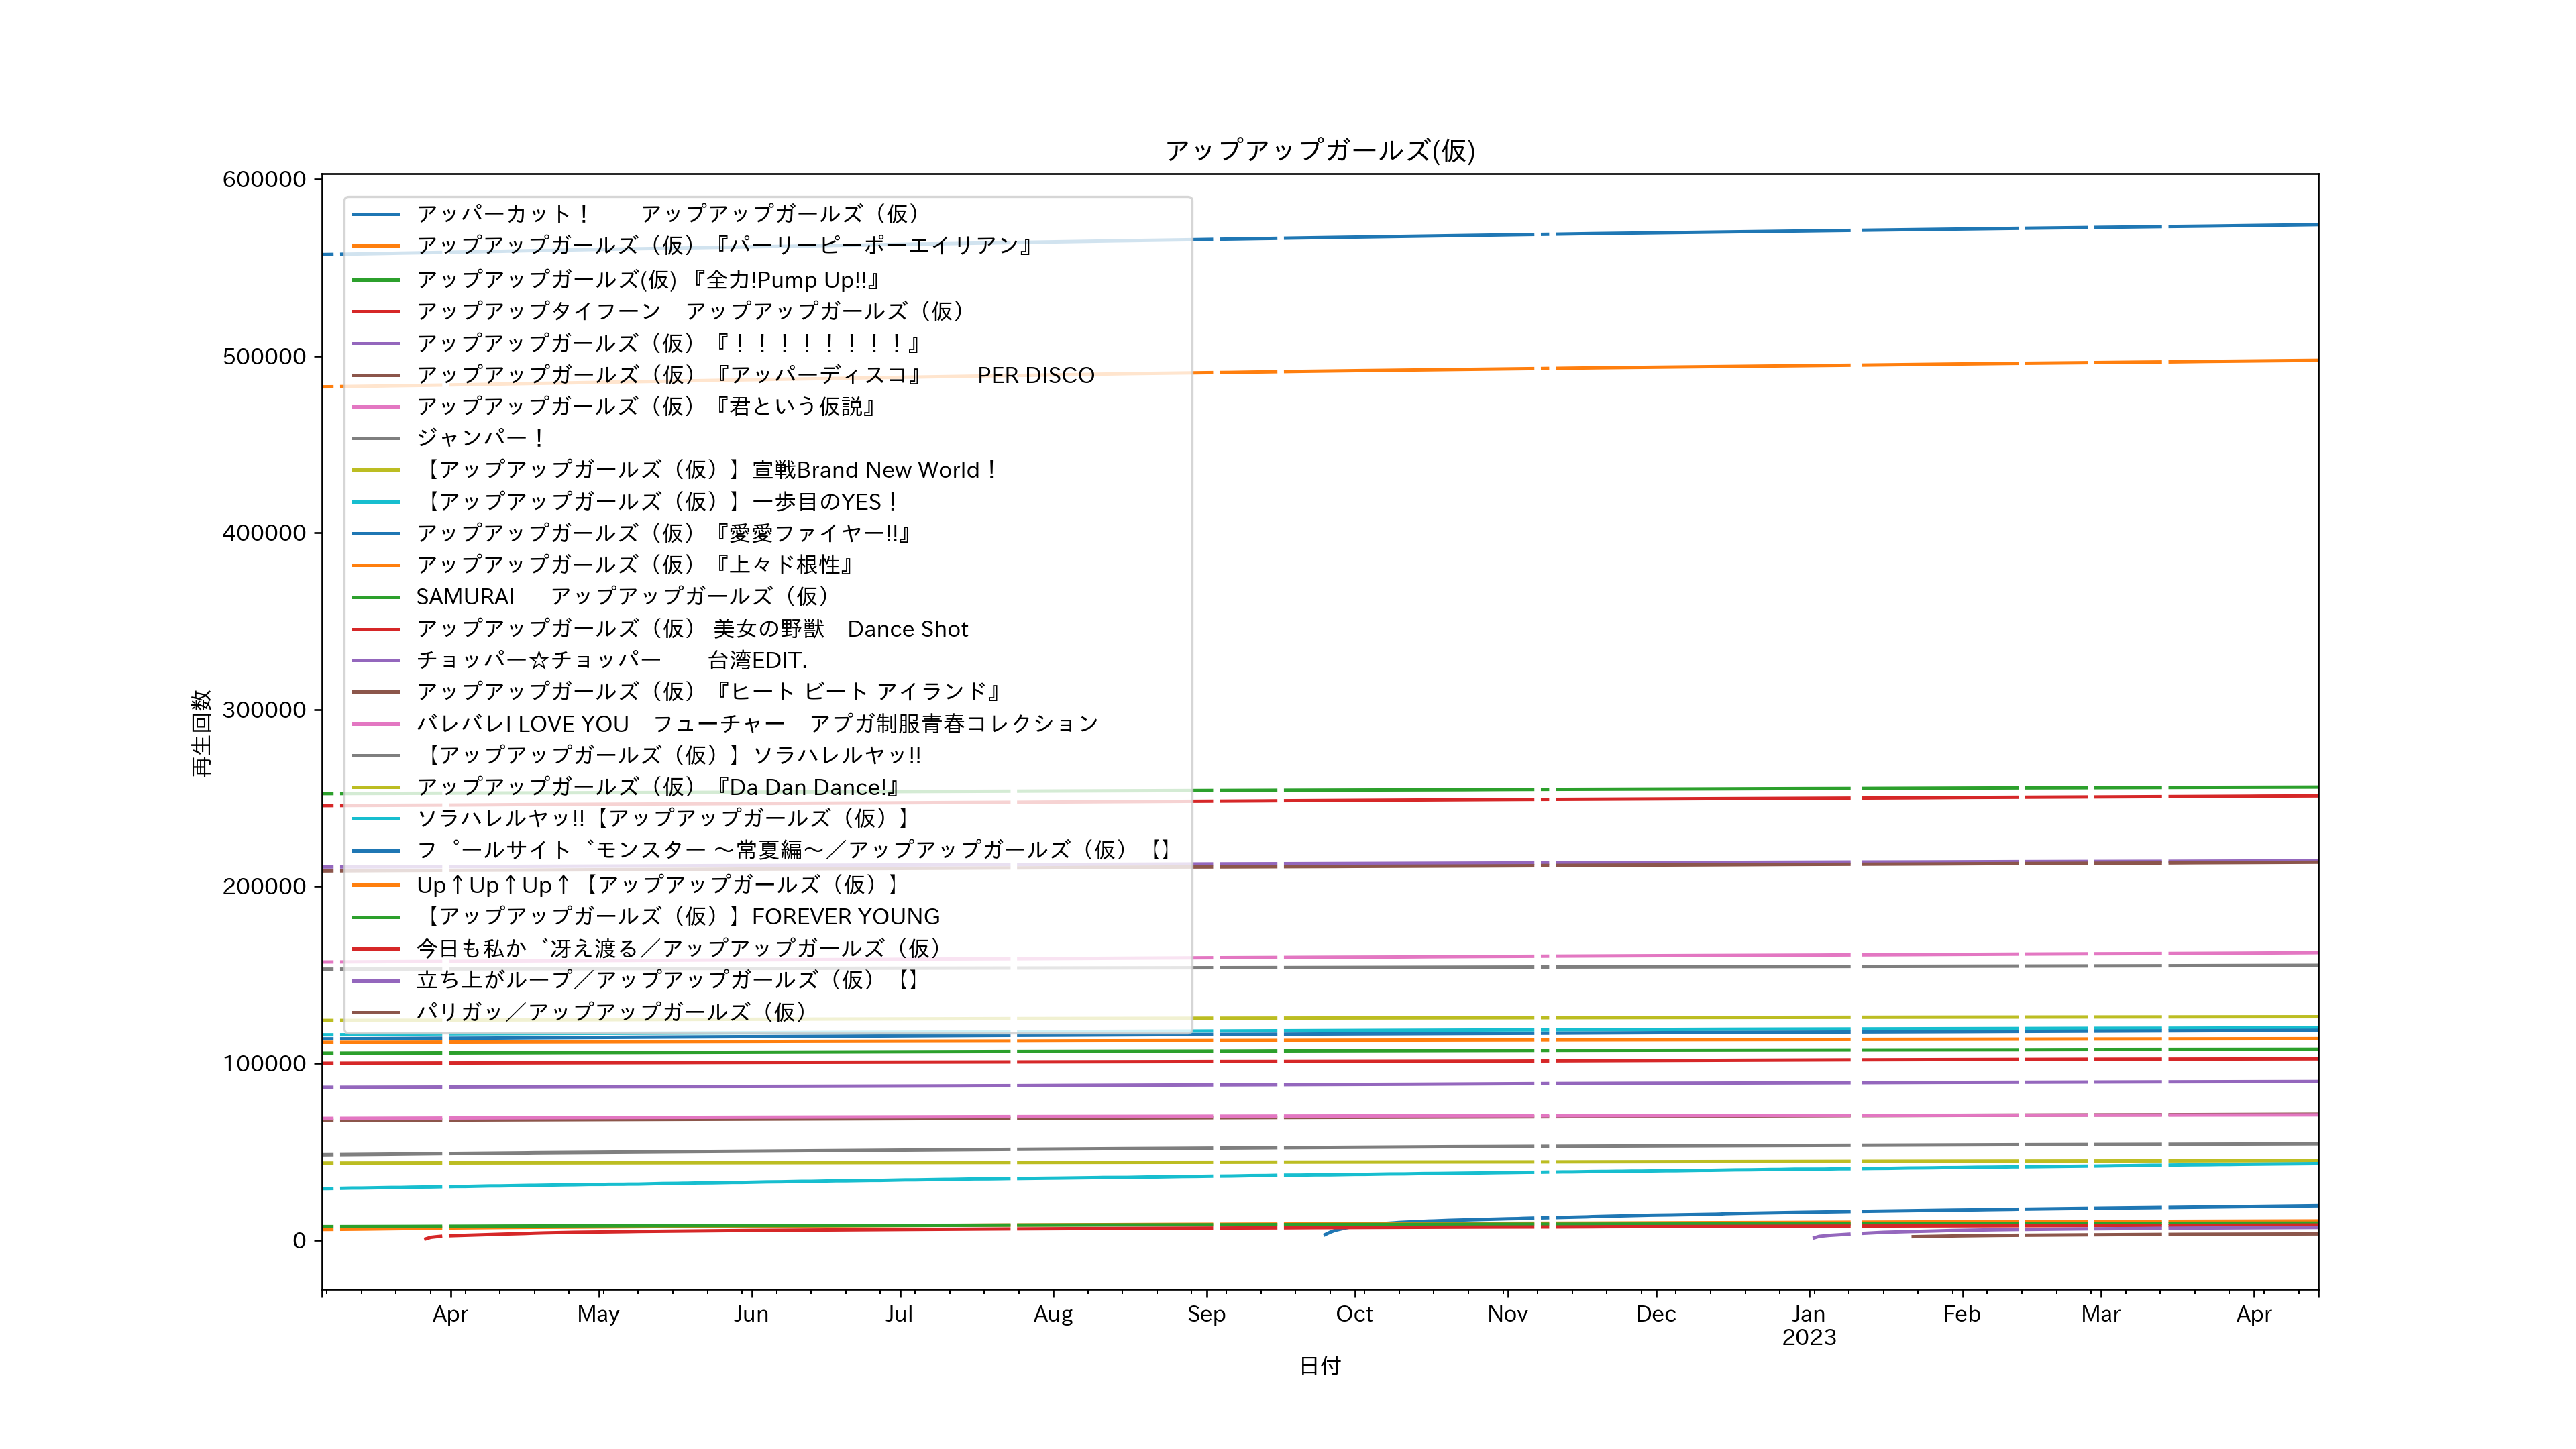 アップアップガールズ(仮)
600000
500000
400000
300000
200000
100000
0
再生回数
アッパーカット！　　アップアップガールズ（仮）
アップアップガールズ（仮）『パーリーピーポーエイリアン』
アップアップガールズ(仮) 『全力!Pump Up!!』
アップアップタイフーン　アップアップガールズ（仮）
アップアップガールズ（仮）『！！！！！！！！』
アップアップガールズ（仮）『アッパーディスコ』　　PER DISCO
アップアップガールズ（仮）『君という仮説』
ジャンパー！
【アップアップガールズ（仮）】宣戦Brand New World！
【アップアップガールズ（仮）】一歩目のYES！
アップアップガールズ（仮）『愛愛ファイヤー!!』
アップアップガールズ（仮）『上々ド根性』
SAMURAI　 アップアップガールズ（仮）
アップアップガールズ（仮） 美女の野獣　Dance Shot
チョッパー☆チョッパー　　台湾EDIT.
アップアップガールズ（仮）『ヒート ビート アイランド』
バレバレI LOVE YOU　フューチャー　アプガ制服青春コレクション
【アップアップガールズ（仮）】ソラハレルヤッ!!
アップアップガールズ（仮）『Da Dan Dance!』
ソラハレルヤッ!!【アップアップガールズ（仮）】
フ゜ールサイト゛モンスター 〜常夏編〜／アップアップガールズ（仮）【】
Up↑Up↑Up↑【アップアップガールズ（仮）】
【アップアップガールズ（仮）】FOREVER YOUNG
今日も私か゛冴え渡る／アップアップガールズ（仮）
立ち上がループ／アップアップガールズ（仮）【】
パリガッ／アップアップガールズ（仮）
Apr May Jun Jul Aug Sep Oct Nov Dec Jan Feb Mar Apr
2023
日付